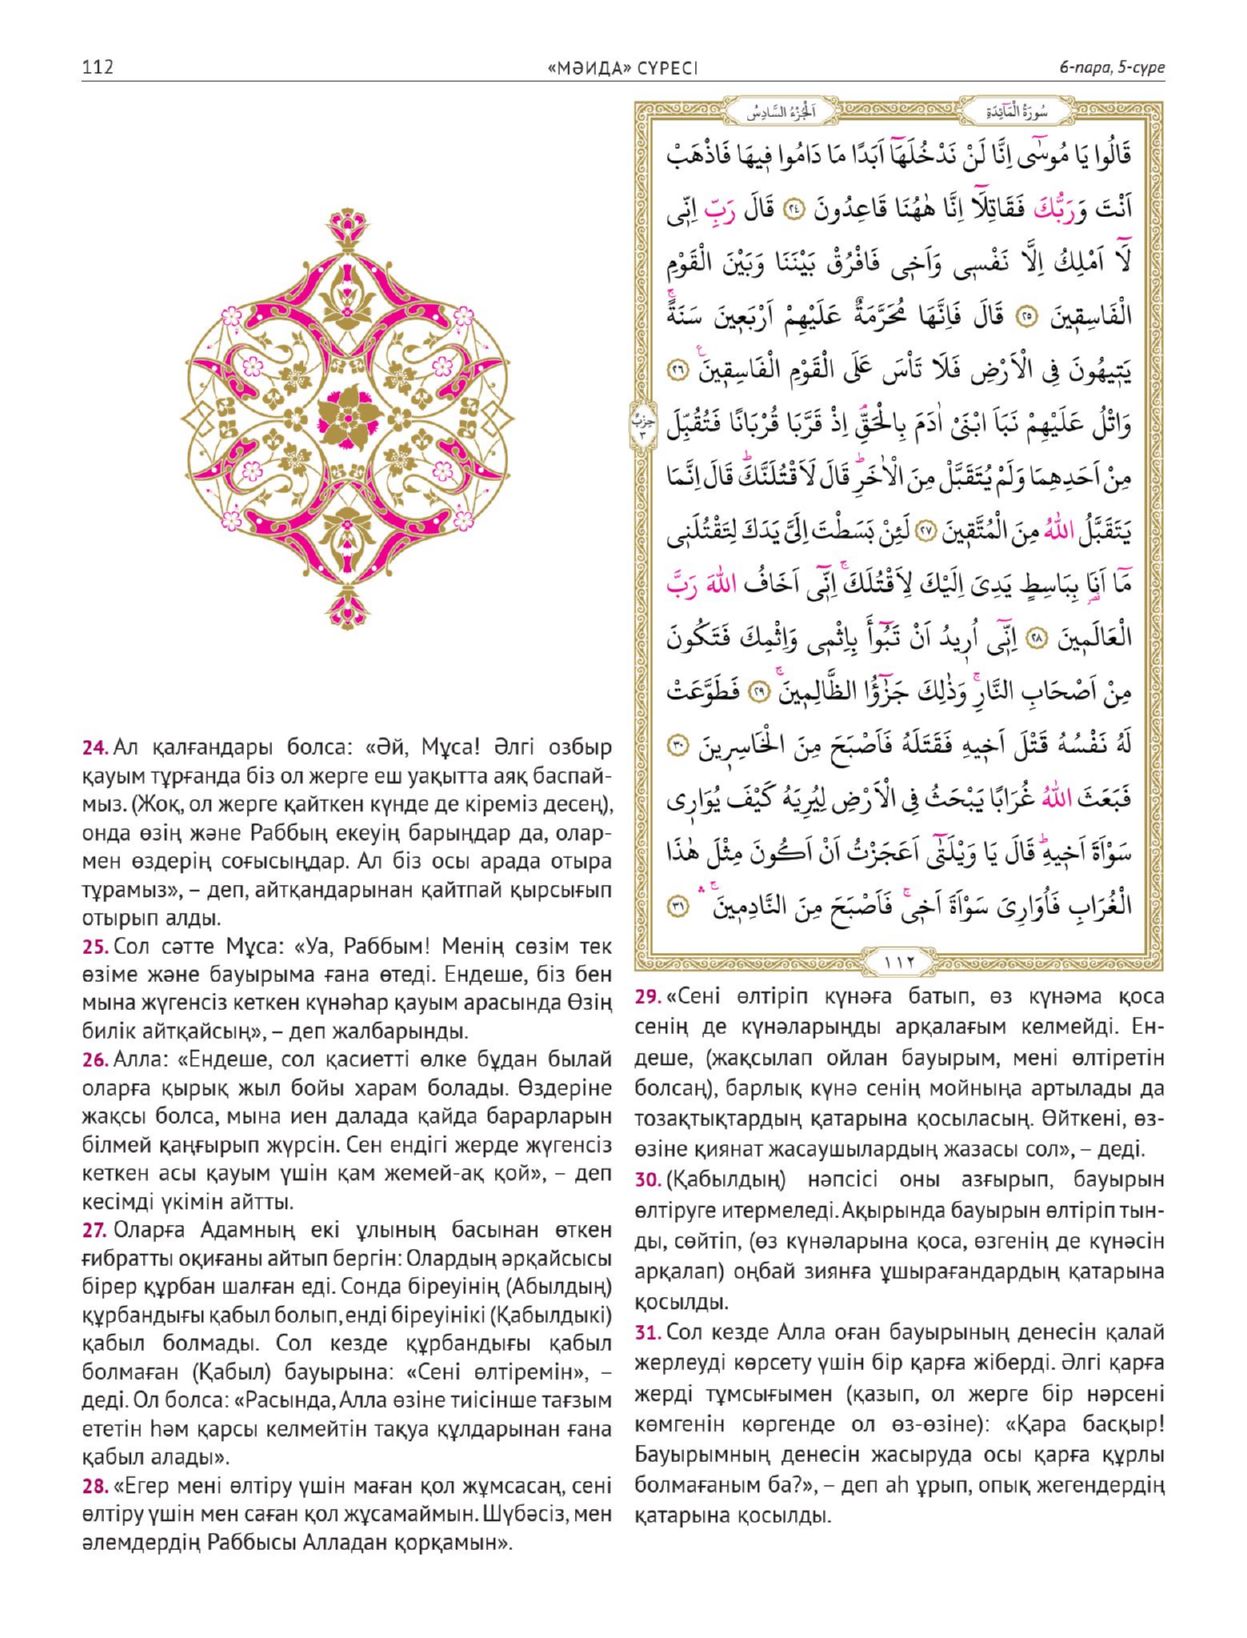 112
«МӘИДА» СҮРЕСІ
6-пара, 5-сүре
اَلْجُزْءُ السَّادِسُ
سُورَةُ الْمَائِدَةِ
قَالُوا يَا مُوسٰٓى اِنَّا لَنْ نَدْخُلَهَٓا اَبَدًا مَا دَامُوا فٖيهَا فَاذْهَبْ
اَنْتَ وَرَبُّكَ فَقَاتِلَٓا اِنَّا هٰهُنَا قَاعِدُونَ ﴿٢٤﴾ قَالَ رَبِّ اِنّٖى
لَٓا اَمْلِكُ اِلَّا نَفْسٖى وَاَخٖى فَافْرُقْ بَيْنَنَا وَبَيْنَ الْقَوْمِ
الْفَاسِقٖينَ ﴿٢٥﴾ قَالَ فَاِنَّهَا مُحَرَّمَةٌ عَلَيْهِمْ اَرْبَعٖينَ سَنَةًۚ
يَتٖيهُونَ فِى الْاَرْضِ فَلَا تَأْسَ عَلَى الْقَوْمِ الْفَاسِقٖينَ ﴿٢٦﴾
حِزْبٌ
٣
وَاتْلُ عَلَيْهِمْ نَبَاَ ابْنَىْ اٰدَمَ بِالْحَقِّۘ اِذْ قَرَّبَا قُرْبَانًا فَتُقُبِّلَ
مِنْ اَحَدِهِمَا وَلَمْ يُتَقَبَّلْ مِنَ الْاٰخَرِؕ قَالَ لَاَقْتُلَنَّكَؕ قَالَ اِنَّمَا
يَتَقَبَّلُ اللّٰهُ مِنَ الْمُتَّقٖينَ ﴿٢٧﴾ لَئِنْ بَسَطْتَ اِلَىَّ يَدَكَ لِتَقْتُلَنٖى
مَٓا اَنَا۬ بِبَاسِطٍ يَدِىَ اِلَيْكَ لِاَقْتُلَكَۚ اِنّٖٓى اَخَافُ اللّٰهَ رَبَّ
الْعَالَمٖينَ ﴿٢٨﴾ اِنّٖٓى اُرٖيدُ اَنْ تَبُٓوأَ بِاِثْمٖى وَاِثْمِكَ فَتَكُونَ
مِنْ اَصْحَابِ النَّارِۚ وَذٰلِكَ جَزٰٓؤُا الظَّالِمٖينَۚ ﴿٢٩﴾ فَطَوَّعَتْ
لَهُ نَفْسُهُ قَتْلَ اَخٖيهِ فَقَتَلَهُ فَاَصْبَحَ مِنَ الْخَاسِرٖينَ ﴿٣٠﴾
فَبَعَثَ اللّٰهُ غُرَابًا يَبْحَثُ فِى الْاَرْضِ لِيُرِيَهُ كَيْفَ يُوَارٖى
سَوْاَةَ اَخٖيهِؕ قَالَ يَا وَيْلَتٰٓى اَعَجَزْتُ اَنْ اَكُونَ مِثْلَ هٰذَا
الْغُرَابِ فَاُوَارِىَ سَوْاَةَ اَخٖىۚ فَاَصْبَحَ مِنَ النَّادِمٖينَۚۛ ﴿٣١﴾
١١٢
24. Ал қалғандары болса: «Әй, Мұса! Әлгі озбыр
қауым тұрғанда біз ол жерге еш уақытта аяқ баспай-
мыз. (Жоқ, ол жерге қайткен күнде де кіреміз десең),
онда өзің және Раббың екеуің барыңдар да, олар-
мен өздерің соғысыңдар. Ал біз осы арада отыра
тұрамыз», – деп, айтқандарынан қайтпай қырсығып
отырып алды.
25. Сол сәтте Мұса: «Уа, Раббым! Менің сөзім тек
өзіме және бауырыма ғана өтеді. Ендеше, біз бен
мына жүгенсіз кеткен күнәһар қауым арасында Өзің
билік айтқайсың», – деп жалбарынды.
26. Алла: «Ендеше, сол қасиетті өлке бұдан былай
оларға қырық жыл бойы харам болады. Өздеріне
жақсы болса, мына иен далада қайда барарларын
білмей қаңғырып жүрсін. Сен ендігі жерде жүгенсіз
кеткен асы қауым үшін қам жемей-ақ қой», – деп
кесімді үкімін айтты.
27. Оларға Адамның екі ұлының басынан өткен
ғибратты оқиғаны айтып бергін: Олардың әрқайсысы
бірер құрбан шалған еді. Сонда біреуінің (Абылдың)
құрбандығы қабыл болып, енді біреуінікі (Қабылдыкі)
қабыл болмады. Сол кезде құрбандығы қабыл
болмаған (Қабыл) бауырына: «Сені өлтіремін», –
деді. Ол болса: «Расында, Алла өзіне тиісінше тағзым
ететін һәм қарсы келмейтін тақуа құлдарынан ғана
қабыл алады».
28. «Егер мені өлтіру үшін маған қол жұмсасаң, сені
өлтіру үшін мен саған қол жұсамаймын. Шүбәсіз, мен
әлемдердің Раббысы Алладан қорқамын».
29. «Сені өлтіріп күнәға батып, өз күнәма қоса
сенің де күнәларыңды арқалағым келмейді. Ен-
деше, (жақсылап ойлан бауырым, мені өлтіретін
болсаң), барлық күнә сенің мойныңа артылады да
тозақтықтардың қатарына қосыласың. Өйткені, өз-
өзіне қиянат жасаушылардың жазасы сол», – деді.
30. (Қабылдың) нәпсісі оны азғырып, бауырын
өлтіруге итермеледі. Ақырында бауырын өлтіріп тын-
ды, сөйтіп, (өз күнәларына қоса, өзгенің де күнәсін
арқалап) оңбай зиянға ұшырағандардың қатарына
қосылды.
31. Сол кезде Алла оған бауырының денесін қалай
жерлеуді көрсету үшін бір қарға жіберді. Әлгі қарға
жерді тұмсығымен (қазып, ол жерге бір нәрсені
көмгенін көргенде ол өз-өзіне): «Қара басқыр!
Бауырымның денесін жасыруда осы қарға құрлы
болмағаным ба?», – деп аһ ұрып, опық жегендердің
қатарына қосылды.